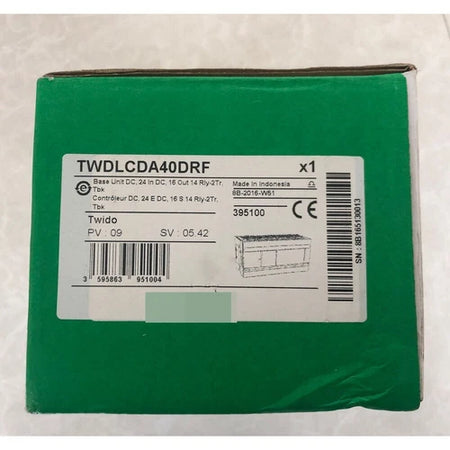 TWDLCDA40DRF x1
Base Unit DC, 24 In DC, 16 Out 14 Rly-2Tr.
Tbx
Contrôleur DC, 24 E DC, 16 S 14 Rly-2Tr.
Tbx
Made in Indonesia
8B-2016-W51
Twido
395100
PV : 09 SV : 05.42
3 595863 951004
SN : 8B165130013